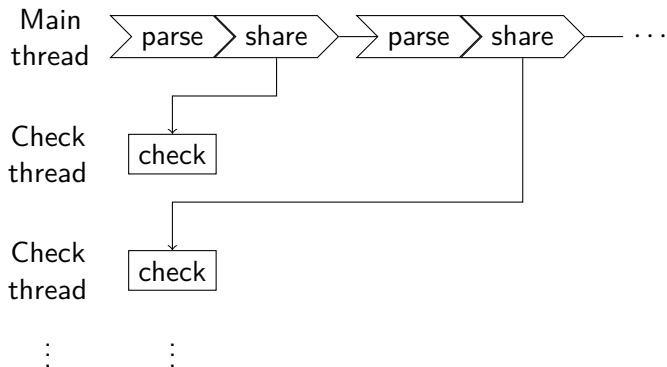 Main
thread
parse share parse share ⋯
Check
thread
check
Check
thread
check
⋮ ⋮